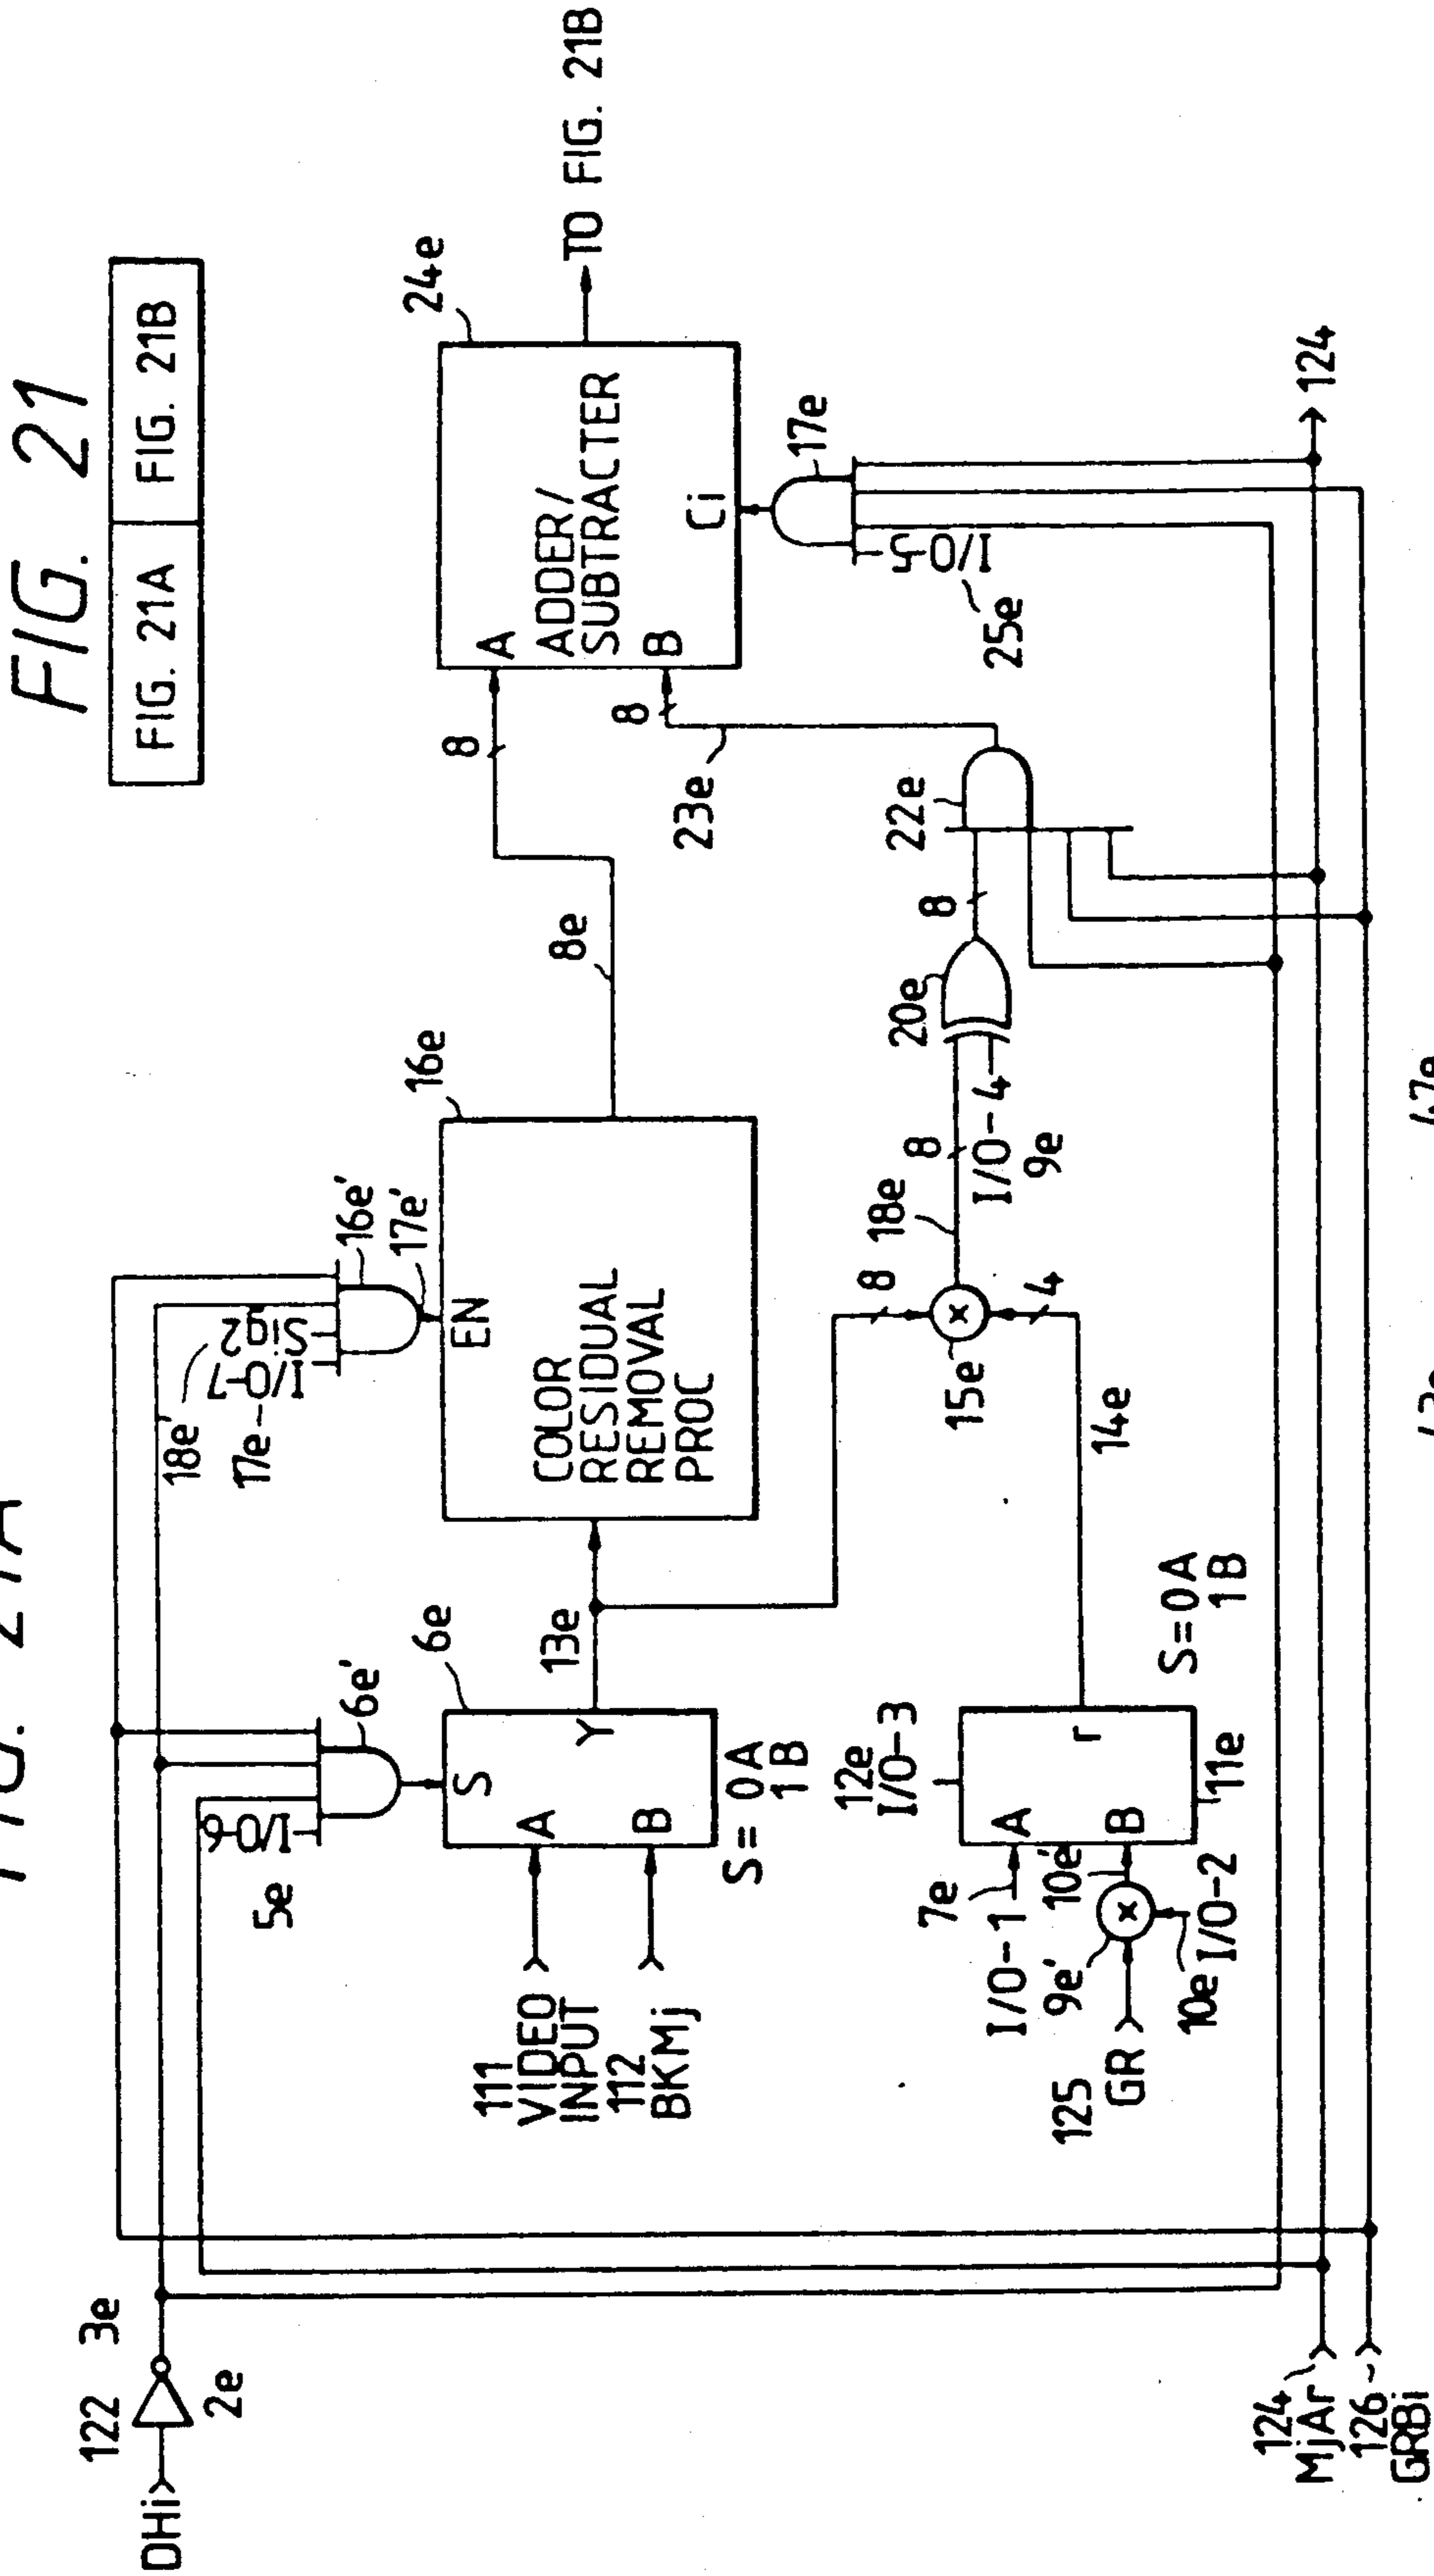 FIG. 21
FIG. 21A
FIG. 21B
FIG. 21A
DHi
122
3e
2e
5e
I/O-6
6e'
18e'
17e
I/O-7
Sig2
16e'
17e'
111
VIDEO
INPUT
112
BKMj
S
A
B
Y
6e
S = 0A
1B
13e
EN
COLOR
RESIDUAL
REMOVAL
PROC
16e
8e
8
A
ADDER/
SUBTRACTER
B
Ci
24e
TO FIG. 21B
8
23e
17e
I/O-5
25e
124
125
GR
9e'
10e
I/O-2
I/O-1
7e
10e'
12e
I/O-3
A
B
r
11e
S=0A
1B
14e
4
8
15e
18e
8
I/O-4
9e
20e
8
22e
124
MjAr
126
GRBi
47e